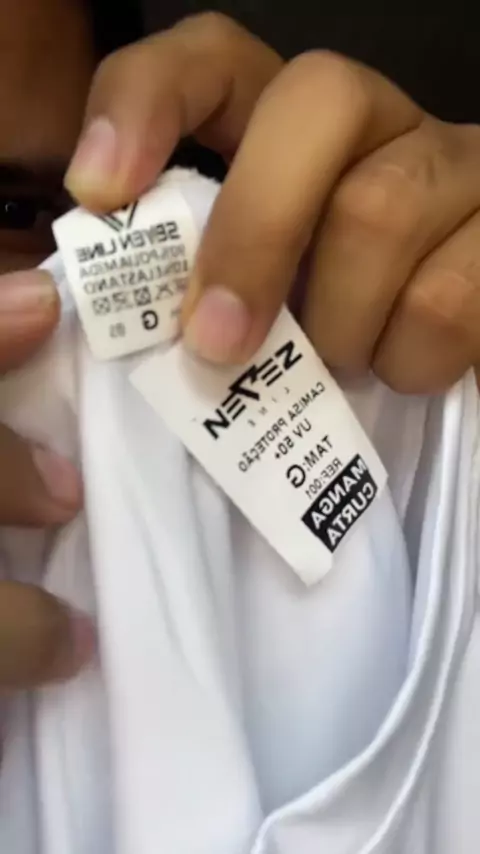 SEVEN LINE
90% POLIAMIDA
10% ELASTANO
G
SEVEN
LINE
CAMISA PROTEÇÃO
UV 50+
TAM: G
REF:001
MANGA
CURTA